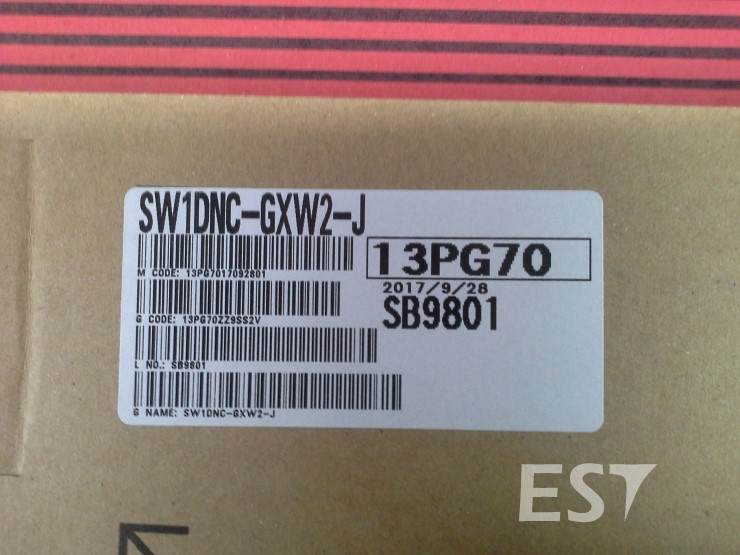 SW1DNC-GXW2-J
13PG70
M CODE: 13PG7017092801
2017/9/28
SB9801
G CODE: 13PG70ZZ9SS2V
L NO.: SB9801
G NAME: SW1DNC-GXW2-J
EST